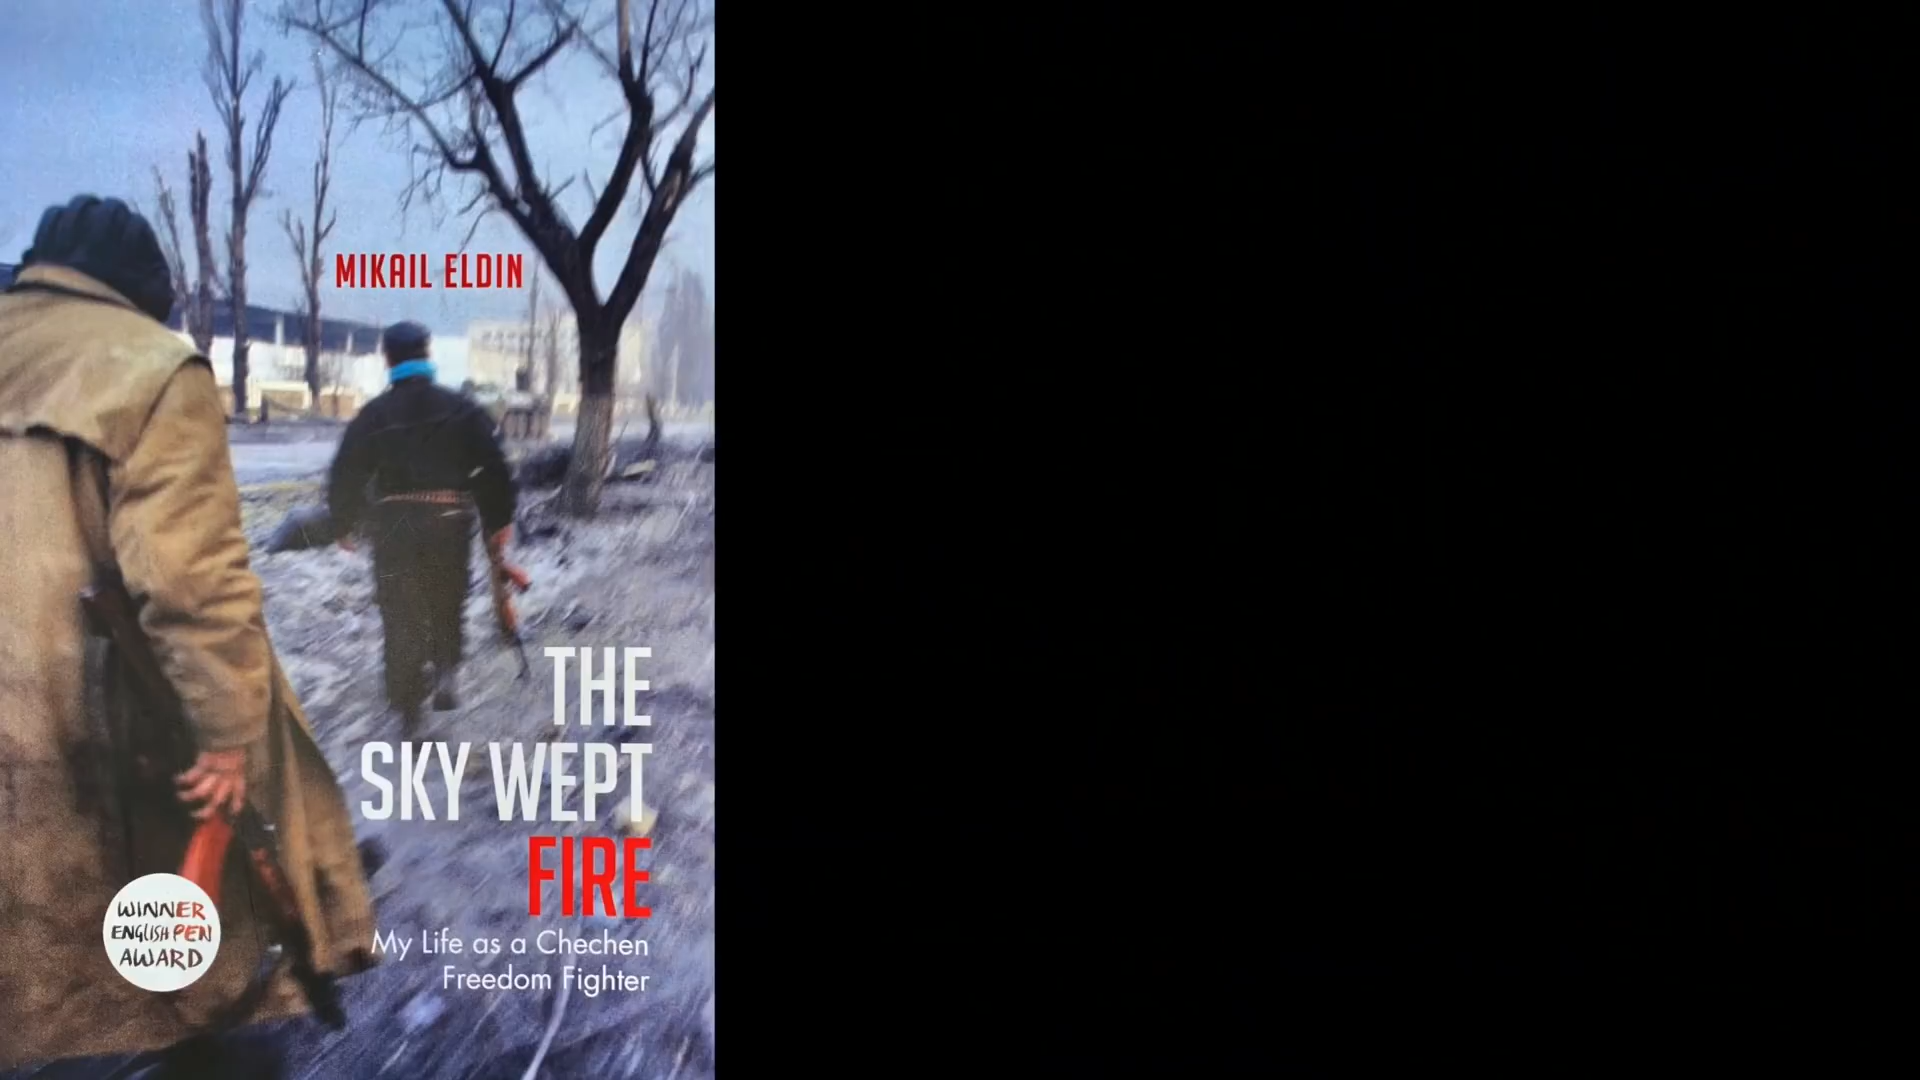 MIKAIL ELDIN
THE
SKY WEPT
FIRE
My Life as a Chechen
Freedom Fighter
WINNER
ENGLISH PEN
AWARD